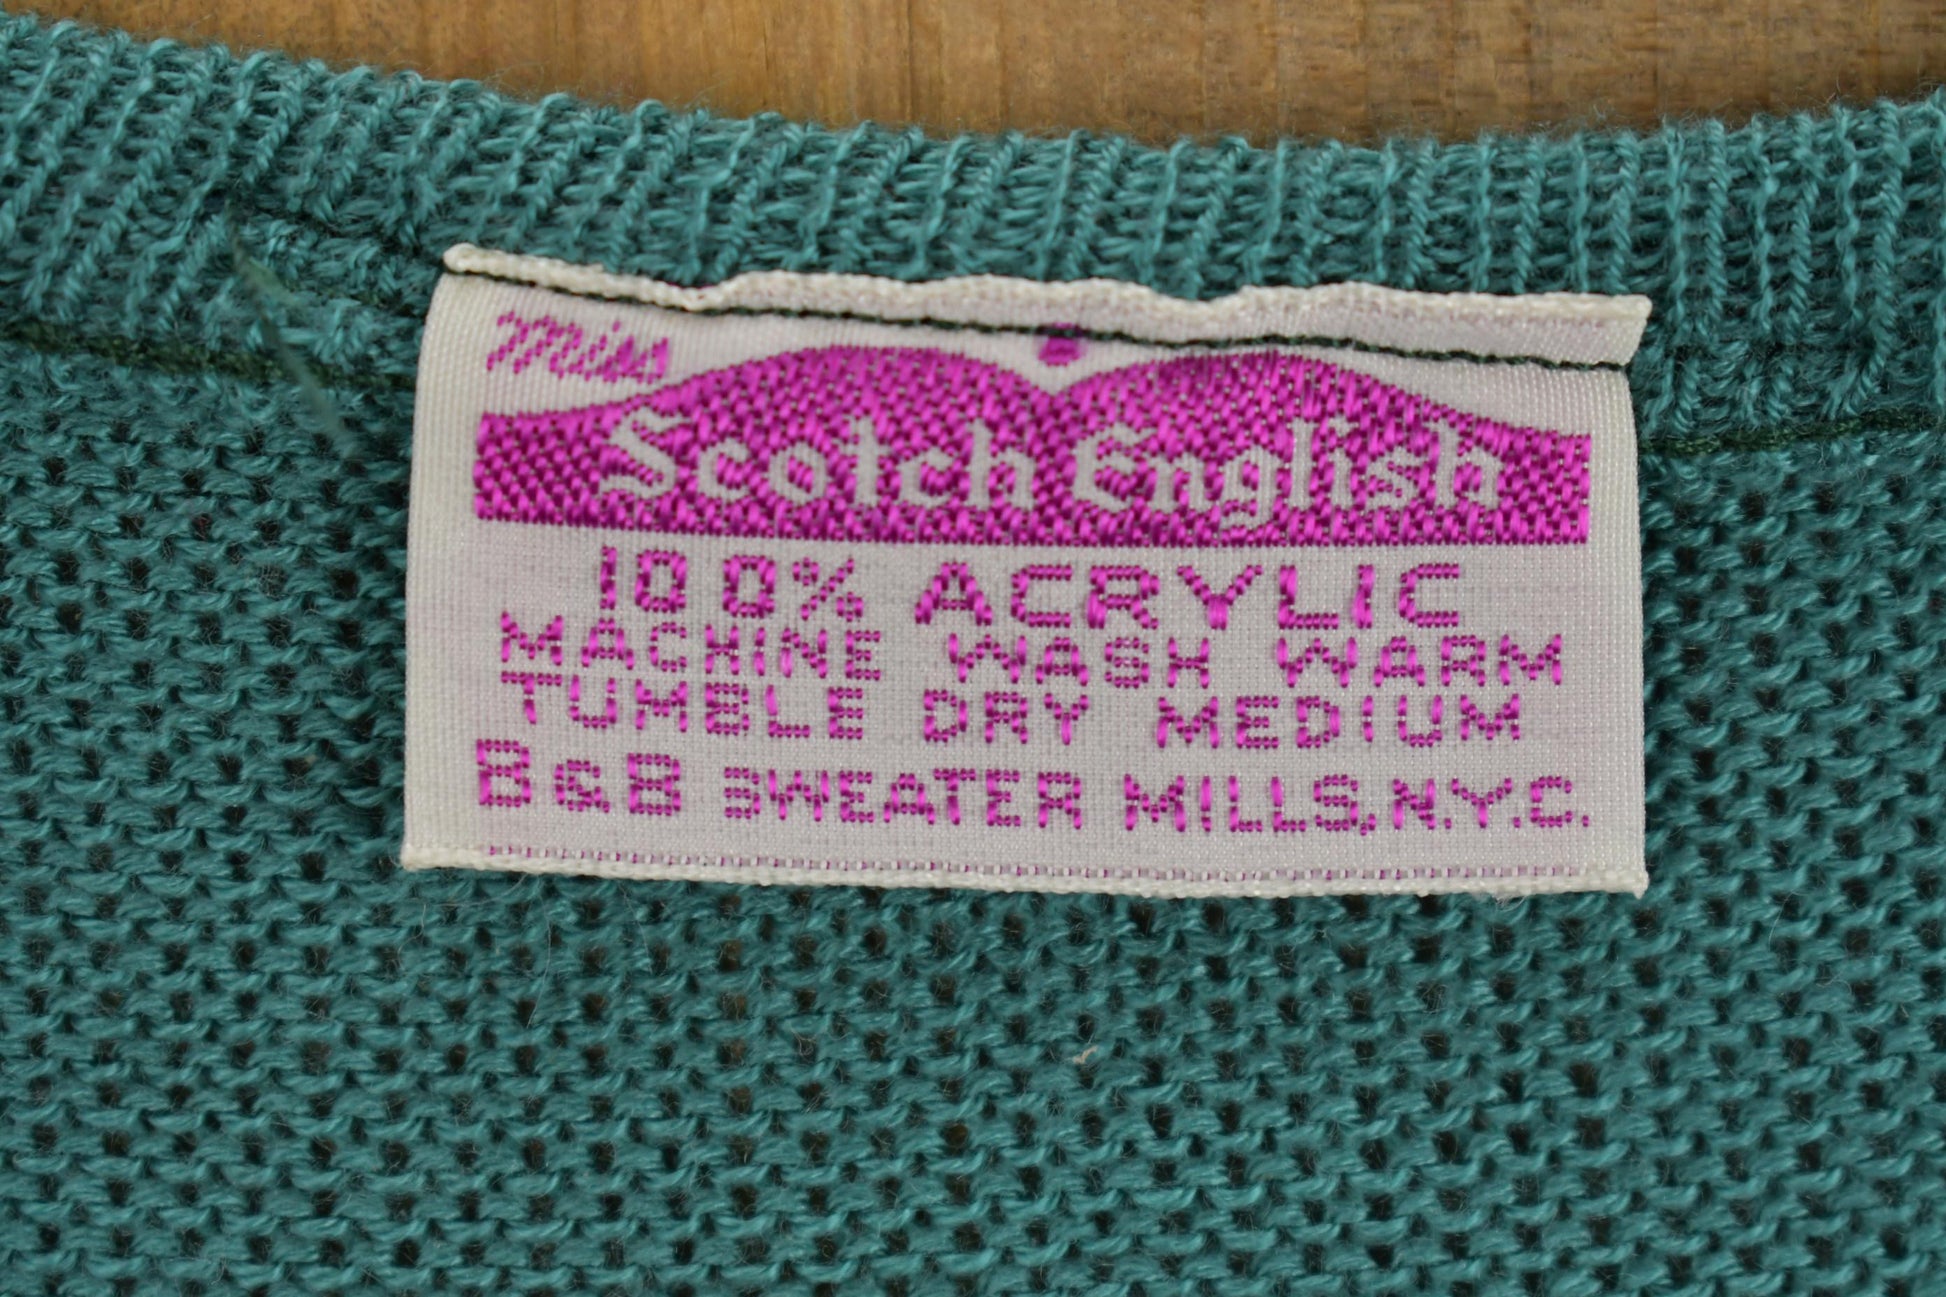 Miss
Scotch English
100% ACRYLIC
MACHINE WASH WARM
TUMBLE DRY MEDIUM
B&B SWEATER MILLS, N.Y.C.